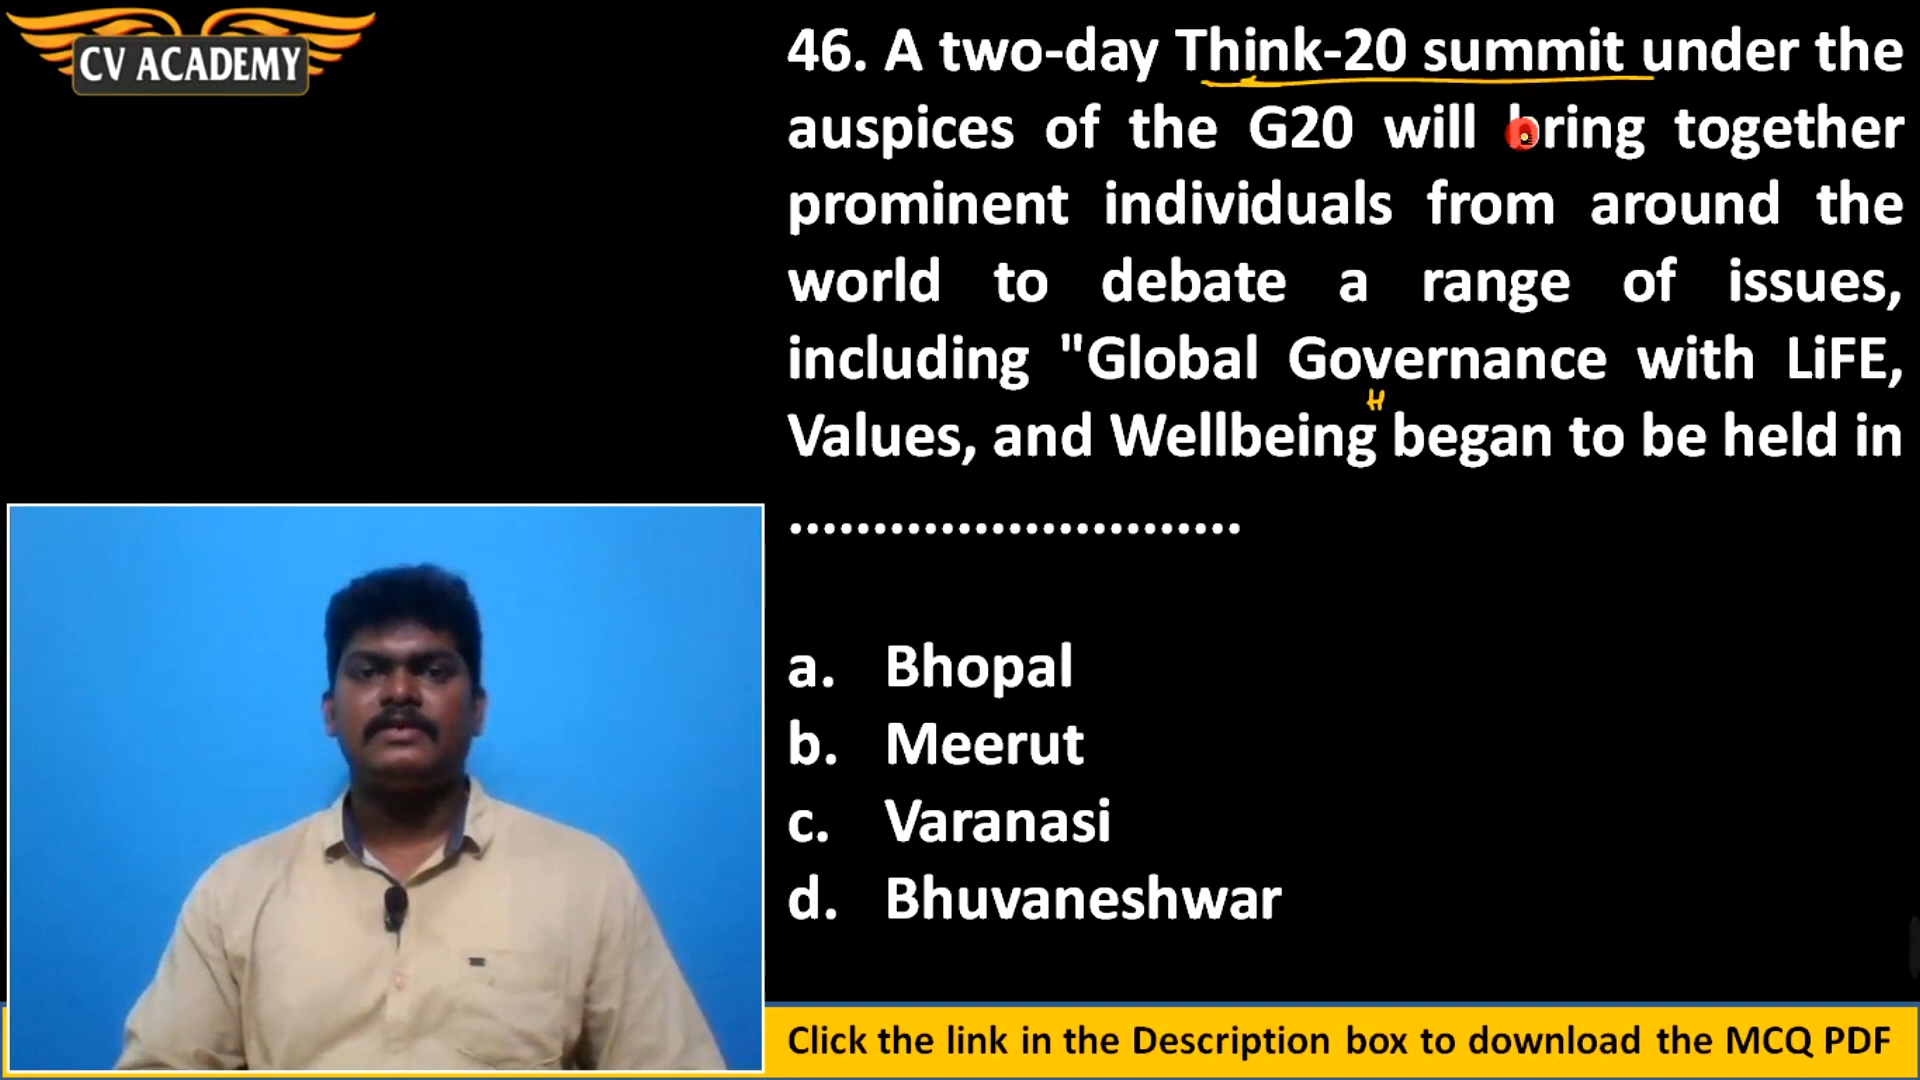 CV ACADEMY
46. A two-day Think-20 summit under the
auspices of the G20 will bring together
prominent individuals from around the
world to debate a range of issues,
including "Global Governance with LiFE,
Values, and Wellbeing" began to be held in
...........................
a. Bhopal
b. Meerut
c. Varanasi
d. Bhuvaneshwar
Click the link in the Description box to download the MCQ PDF